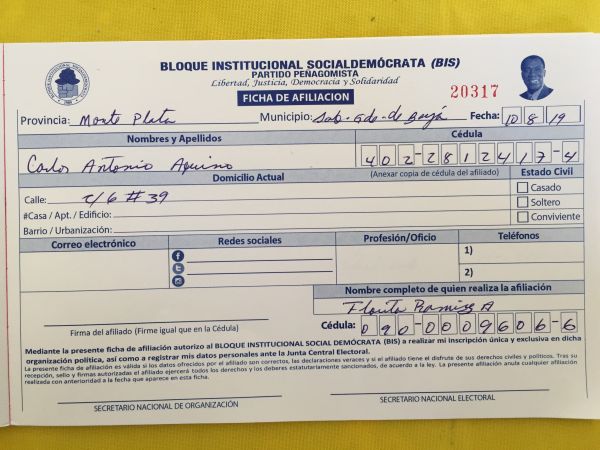 BLOQUE INSTITUCIONAL SOCIALDEMÓCRATA (BIS)
PARTIDO PEÑAGOMISTA
Libertad, Justicia, Democracia y Solidaridad
FICHA DE AFILIACION
20317
Provincia: Monte Plata Municipio: Sab. Gde. de Boyá Fecha: 10 8 19
Nombres y Apellidos Cédula
Carlos Antonio Aquino 402-2812417-4
Domicilio Actual (Anexar copia de cédula del afiliado) Estado Civil
Calle: c/6 #39 Casado
#Casa / Apt. / Edificio: Soltero
Barrio / Urbanización: Conviviente
Correo electrónico Redes sociales Profesión/Oficio Teléfonos
1)
2)
Nombre completo de quien realiza la afiliación
Ramirez A
Firma del afiliado (Firme igual que en la Cédula) Cédula: 090-0009606-6
Mediante la presente ficha de afiliación autorizo al BLOQUE INSTITUCIONAL SOCIAL DEMÓCRATA (BIS) a realizar mi inscripción única y exclusiva en dicha
organización política, así como a registrar mis datos personales ante la Junta Central Electoral.
La presente ficha de afiliación es válida si los datos ofrecidos por el afiliado son correctos, las declaraciones veraces y si el afiliado tiene el disfrute de sus derechos civiles y políticos. Tras su
recepción, sello y firmas autorizadas el afiliado ejercerá todos los derechos y los deberes estatutariamente sancionados, de acuerdo a la ley. La presente afiliación anula cualquier afiliación
realizada con anterioridad a la fecha que aparece en esta ficha.
SECRETARIO NACIONAL DE ORGANIZACIÓN SECRETARIO NACIONAL ELECTORAL